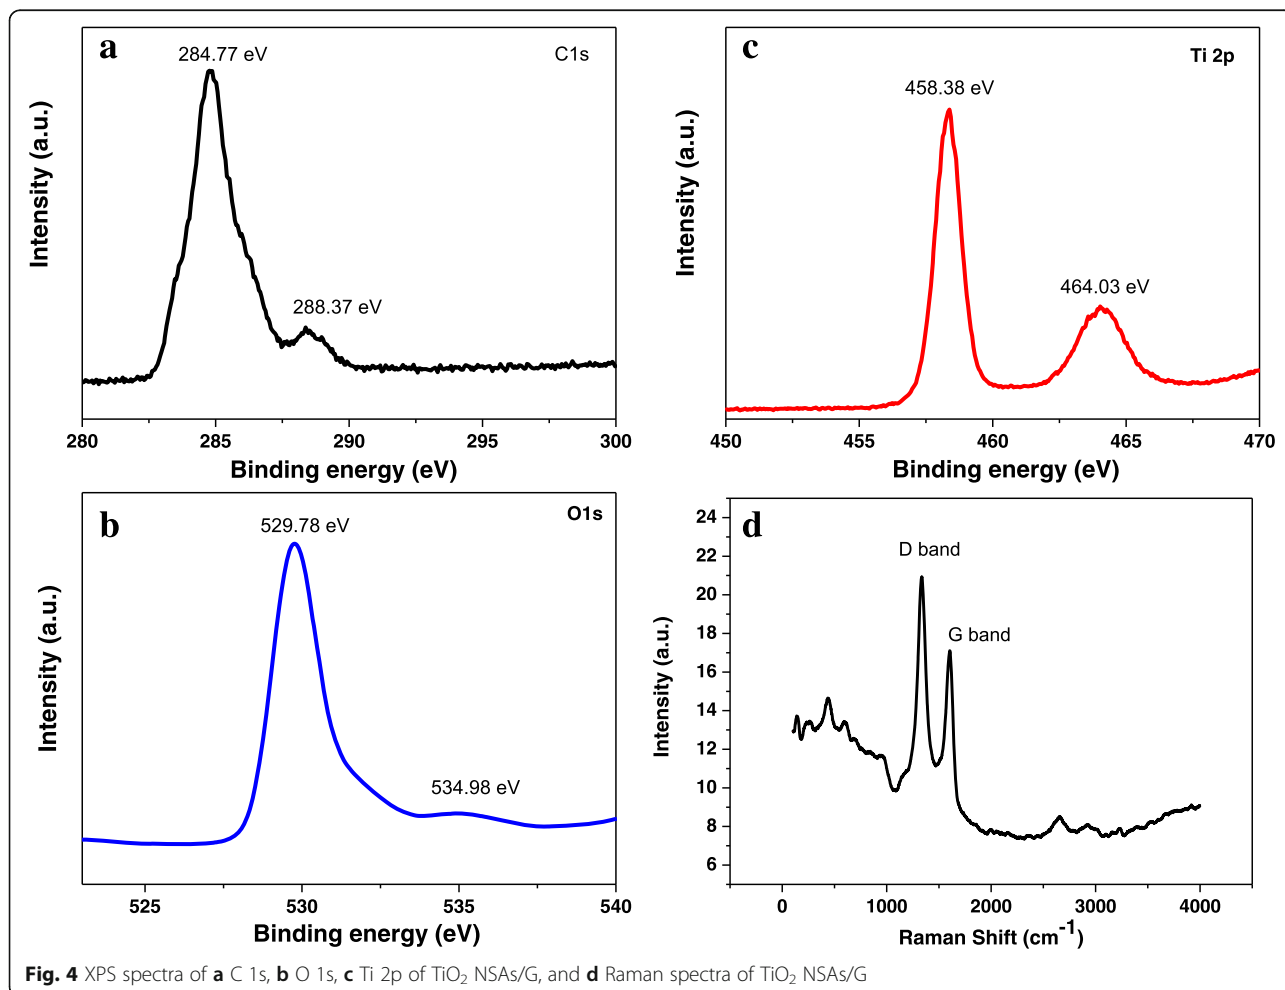 a
284.77 eV
C1s
288.37 eV
Intensity (a.u.)
280 285 290 295 300
Binding energy (eV)
c
Ti 2p
458.38 eV
464.03 eV
Intensity (a.u.)
450 455 460 465 470
Binding energy (eV)
b
O1s
529.78 eV
534.98 eV
Intensity (a.u.)
525 530 535 540
Binding energy (eV)
d
D band
G band
24
22
20
18
16
14
12
10
8
6
Intensity (a.u.)
0 1000 2000 3000 4000
Raman Shift (cm⁻¹)
Fig. 4 XPS spectra of a C 1s, b O 1s, c Ti 2p of TiO₂ NSAs/G, and d Raman spectra of TiO₂ NSAs/G